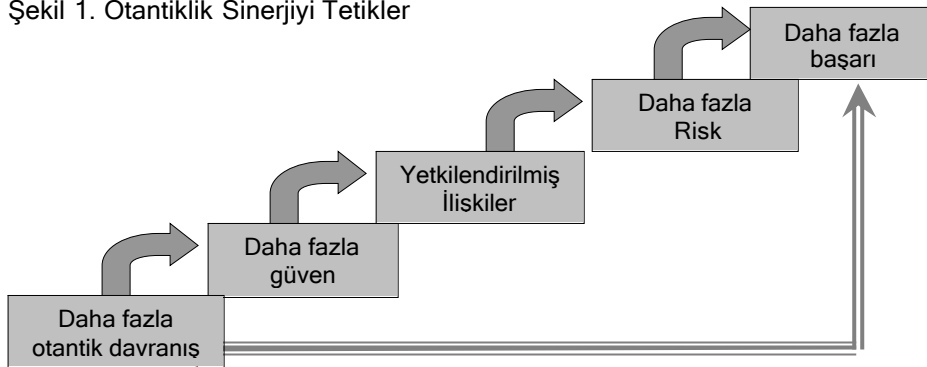 Şekil 1. Otantiklik Sinerjiyi Tetikler
Daha fazla
başarı
Daha fazla
Risk
Yetkilendirilmiş
İliskiler
Daha fazla
güven
Daha fazla
otantik davranış